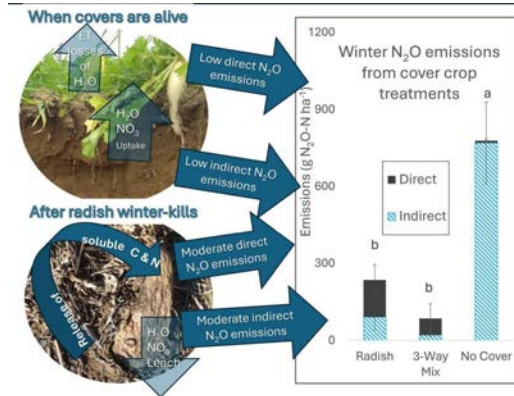 When covers are alive
ET
losses
of
H₂O
H₂O
NO₃
Uptake
Low direct N₂O
emissions
Low indirect N₂O
emissions
After radish winter-kills
soluble C & N
Release of
H₂O
NO₃
Leach
Moderate direct
N₂O emissions
Moderate indirect
N₂O emissions
Winter N₂O emissions
from cover crop
treatments
Emissions (g N₂O-N ha⁻¹)
1200
900
600
300
0
a
b
b
Direct
Indirect
Radish
3-Way
Mix
No Cover